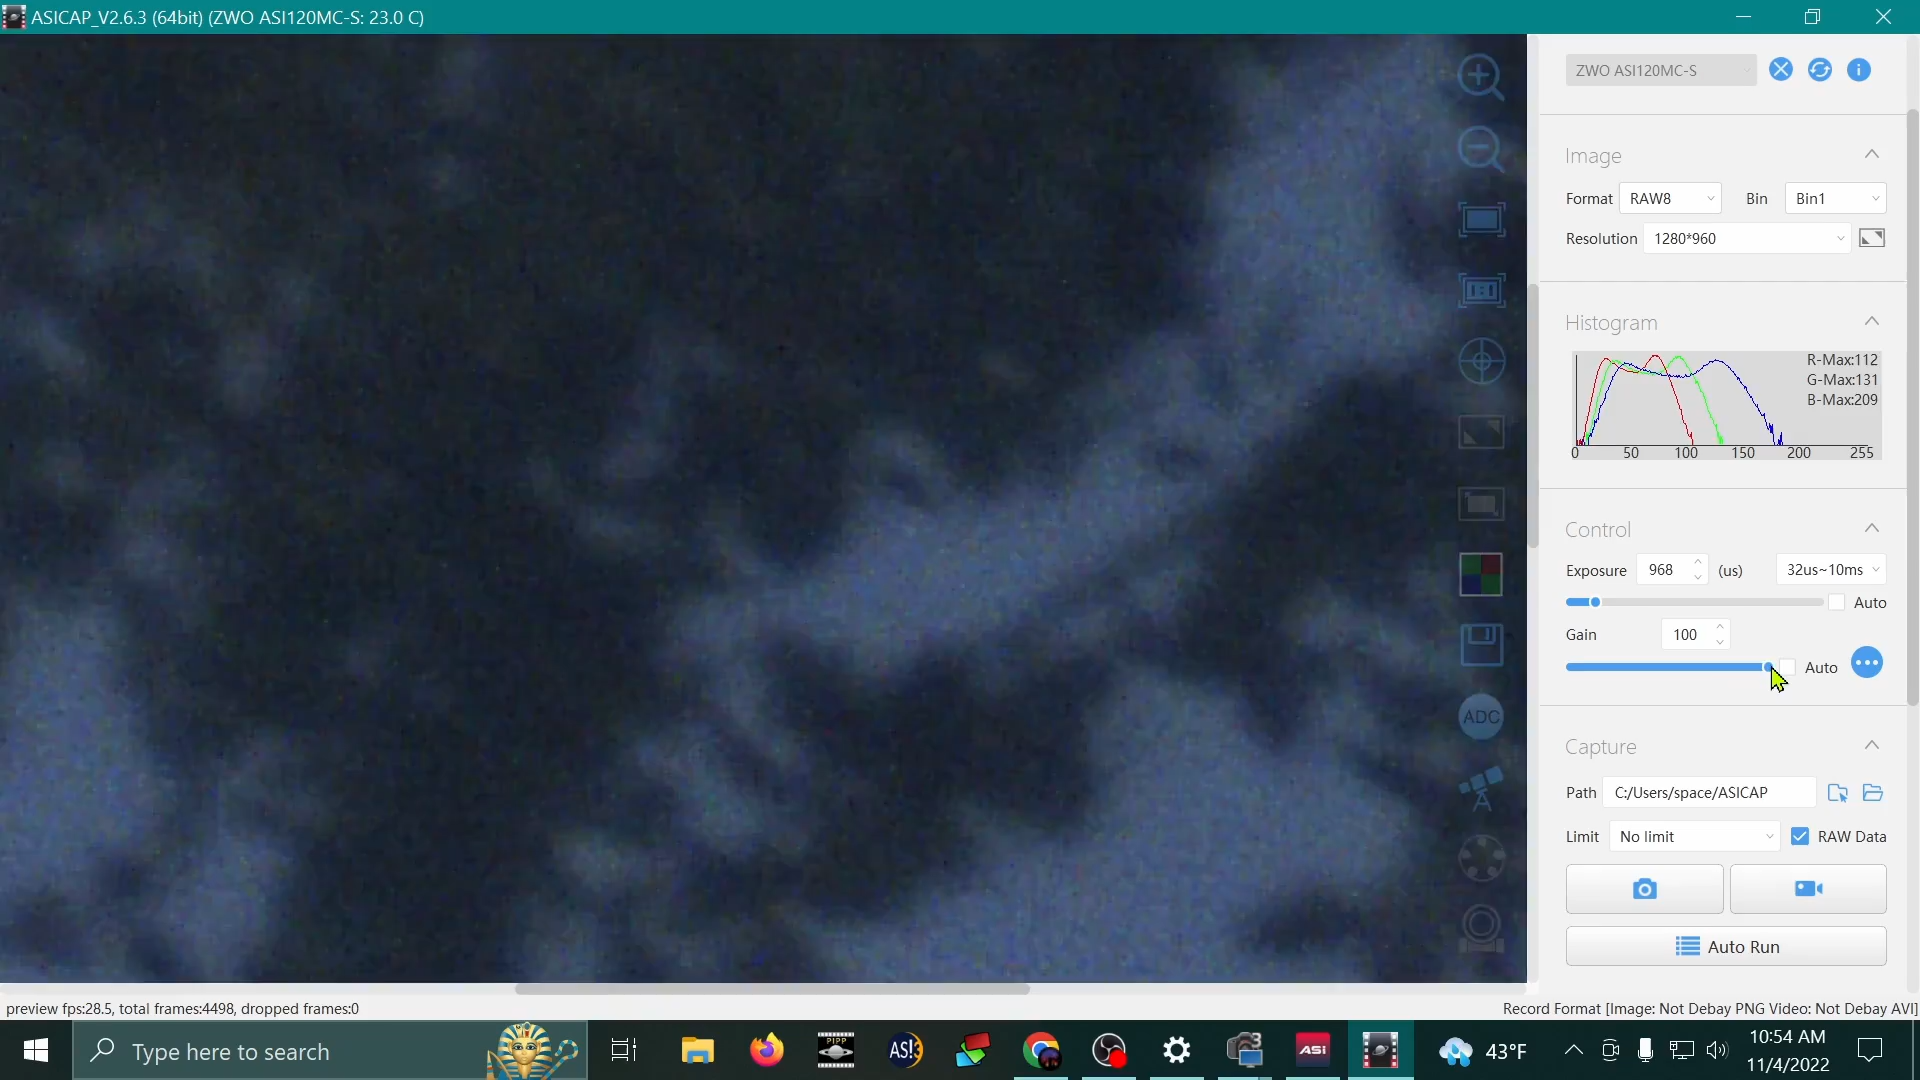 ASICAP_V2.6.3 (64bit) (ZWO ASI120MC-S: 23.0 C)
ZWO ASI120MC-S
Image
Format RAW8 Bin Bin1
Resolution 1280*960
Histogram
R-Max:112
G-Max:131
B-Max:209
0 50 100 150 200 255
Control
Exposure 968 (us) 32us~10ms
Auto
Gain 100
Auto
ADC
Capture
Path C:/Users/space/ASICAP
Limit No limit RAW Data
Auto Run
preview fps:28.5, total frames:4498, dropped frames:0
Record Format [Image: Not Debay PNG Video: Not Debay AVI]
Type here to search
PIPP
AS!3
ASI
43°F
10:54 AM
11/4/2022